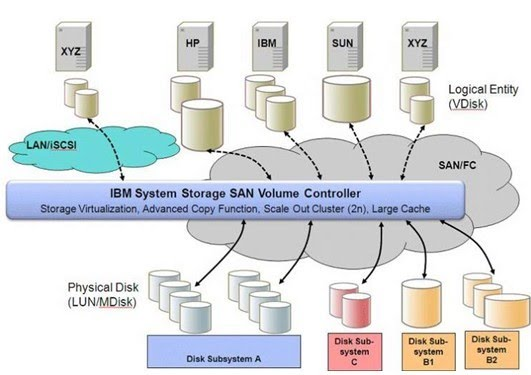 XYZ
HP
IBM
SUN
XYZ
Logical Entity
(VDisk)
LAN/iSCSI
SAN/FC
IBM System Storage SAN Volume Controller
Storage Virtualization, Advanced Copy Function, Scale Out Cluster (2n), Large Cache
Physical Disk
(LUN/MDisk)
Disk Subsystem A
Disk Sub-
system
C
Disk Sub-
system
B1
Disk Sub-
system
B2